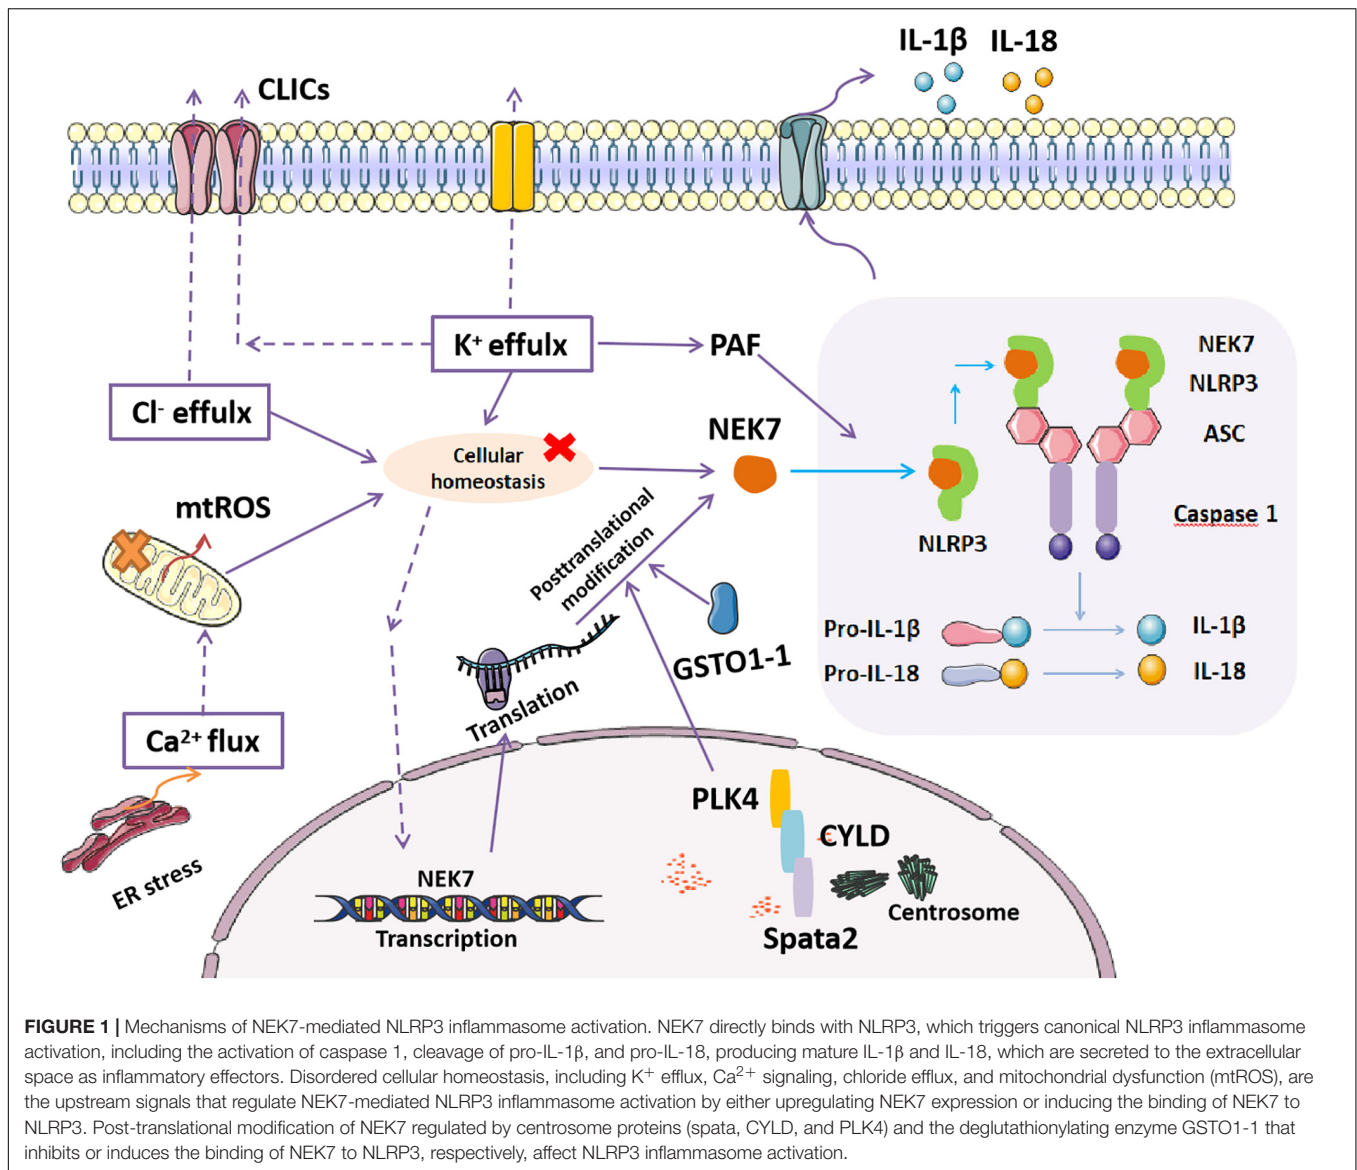 IL-1β IL-18
CLICs
K⁺ effulx
PAF
Cl⁻ effulx
NEK7
Cellular
homeostasis
mtROS
Posttranslational
modification
GSTO1-1
Translation
Ca²⁺ flux
ER stress
NEK7
NLRP3
ASC
Caspase 1
NLRP3
Pro-IL-1β
IL-1β
Pro-IL-18
IL-18
PLK4
CYLD
Centrosome
Spata2
NEK7
Transcription
FIGURE 1 | Mechanisms of NEK7-mediated NLRP3 inflammasome activation. NEK7 directly binds with NLRP3, which triggers canonical NLRP3 inflammasome
activation, including the activation of caspase 1, cleavage of pro-IL-1β, and pro-IL-18, producing mature IL-1β and IL-18, which are secreted to the extracellular
space as inflammatory effectors. Disordered cellular homeostasis, including K⁺ efflux, Ca²⁺ signaling, chloride efflux, and mitochondrial dysfunction (mtROS), are
the upstream signals that regulate NEK7-mediated NLRP3 inflammasome activation by either upregulating NEK7 expression or inducing the binding of NEK7 to
NLRP3. Post-translational modification of NEK7 regulated by centrosome proteins (spata, CYLD, and PLK4) and the deglutathionylating enzyme GSTO1-1 that
inhibits or induces the binding of NEK7 to NLRP3, respectively, affect NLRP3 inflammasome activation.